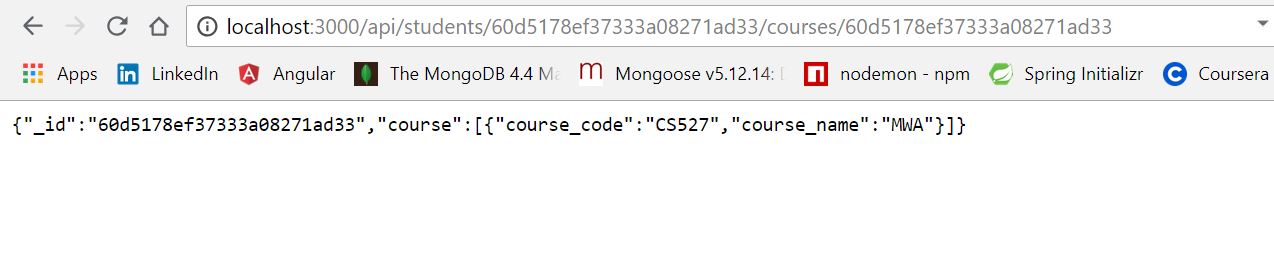 localhost:3000/api/students/60d5178ef37333a08271ad33/courses/60d5178ef37333a08271ad33
Apps in LinkedIn A Angular The MongoDB 4.4 Ma m Mongoose v5.12.14: D n nodemon - npm Spring Initializr C Coursera
{"_id":"60d5178ef37333a08271ad33","course":[{"course_code":"CS527","course_name":"MWA"}]}